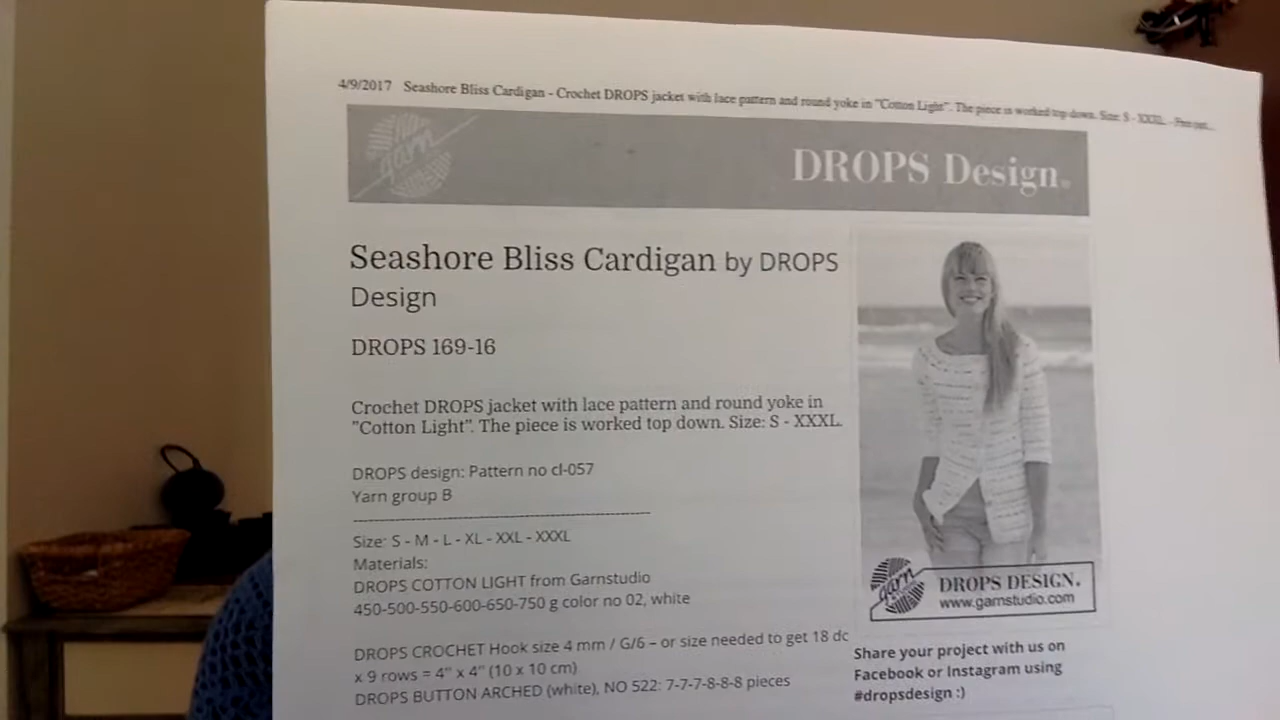 4/9/2017 Seashore Bliss Cardigan - Crochet DROPS jacket with lace pattern and round yoke in "Cotton Light". The piece is worked top down. Size: S - XXXL -
garn
DROPS Design
Seashore Bliss Cardigan by DROPS
Design
DROPS 169-16
Crochet DROPS jacket with lace pattern and round yoke in
"Cotton Light". The piece is worked top down. Size: S - XXXL.
DROPS design: Pattern no cl-057
Yarn group B
--------------------------------------------------------
Size: S - M - L - XL - XXL - XXXL
Materials:
DROPS COTTON LIGHT from Garnstudio
450-500-550-600-650-750 g color no 02, white
DROPS CROCHET Hook size 4 mm / G/6 – or size needed to get 18 dc
x 9 rows = 4'' x 4'' (10 x 10 cm)
DROPS BUTTON ARCHED (white), NO 522: 7-7-7-8-8-8 pieces
garn
DROPS DESIGN.
www.garnstudio.com
Share your project with us on
Facebook or Instagram using
#dropsdesign :)